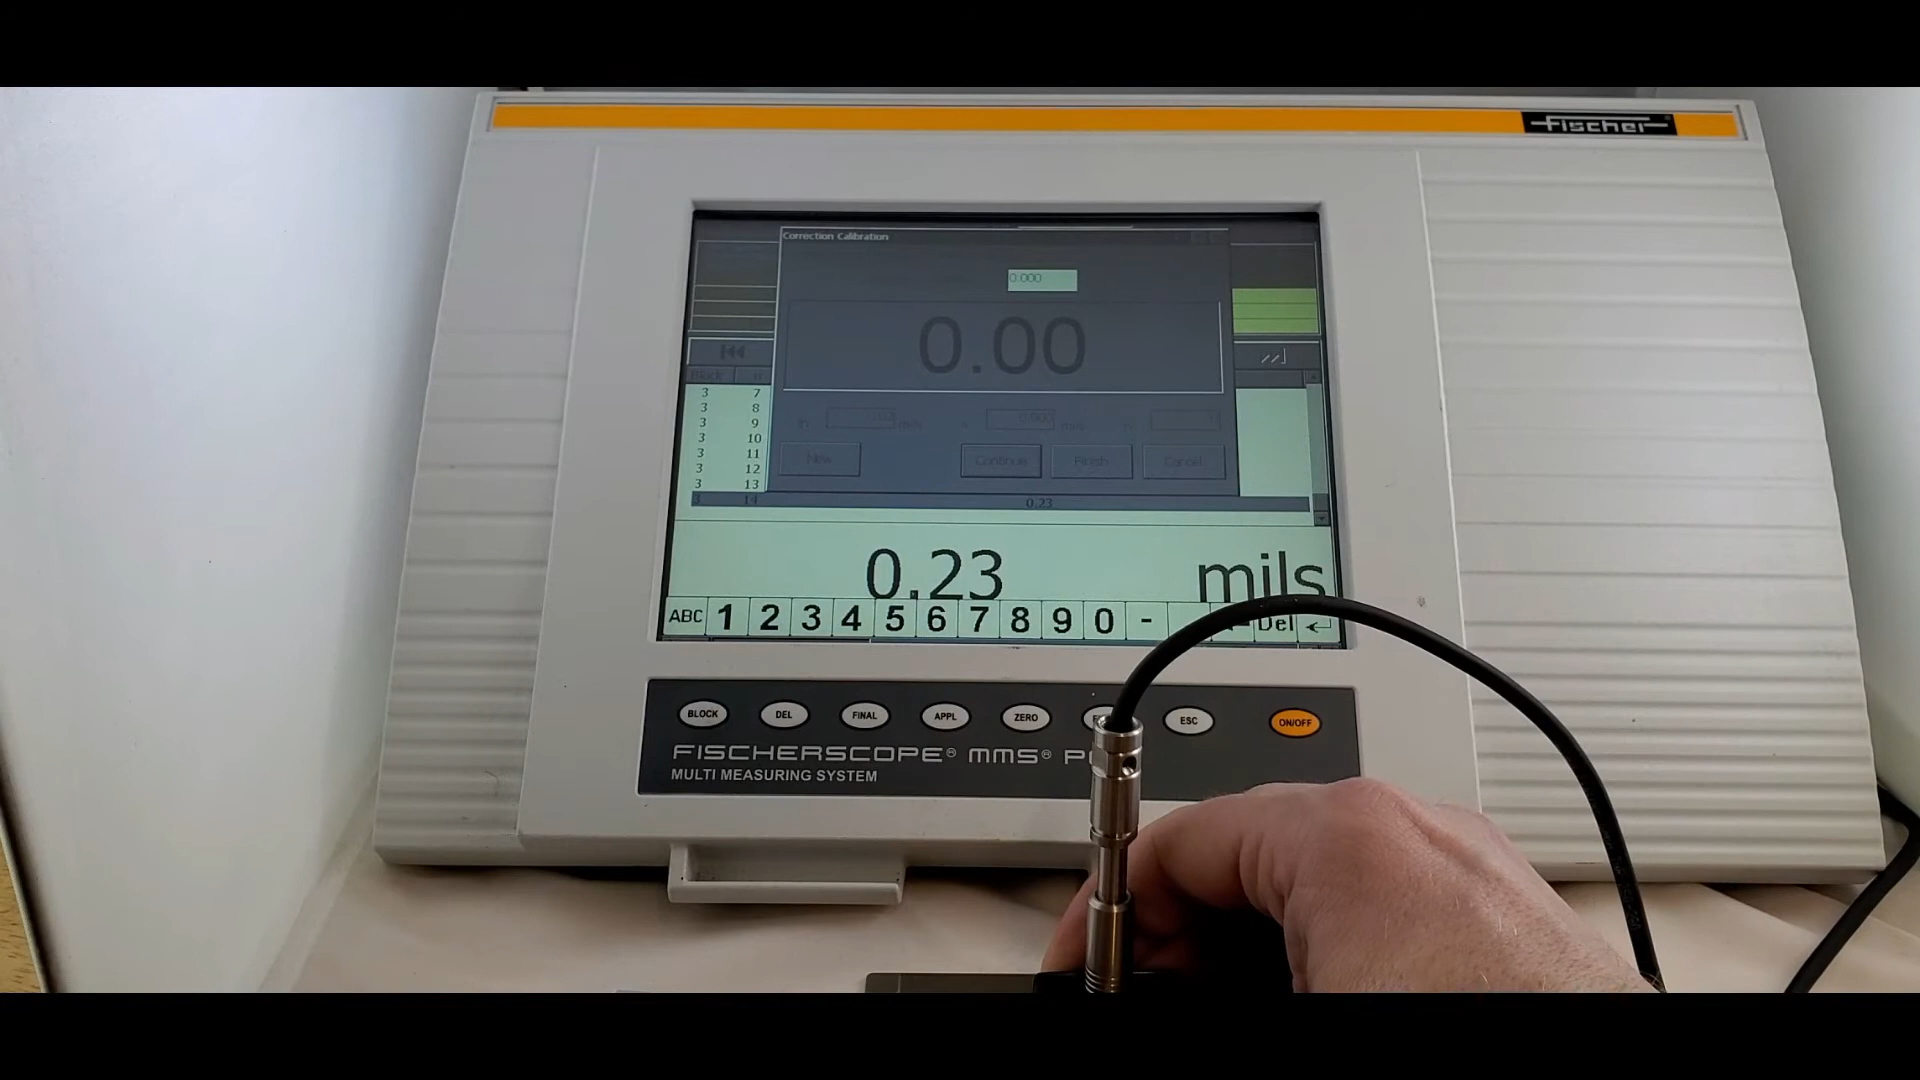 fischer
Correction Calibration
0.000
0.00
mils mils
New Continue Finish Cancel
Block n
3 7
3 8
3 9
3 10
3 11
3 12
3 13
3 14 0.23
0.23 mils
ABC 1 2 3 4 5 6 7 8 9 0 - Del
BLOCK DEL FINAL APPL ZERO ESC ON/OFF
FISCHERSCOPE® MMS®
MULTI MEASURING SYSTEM